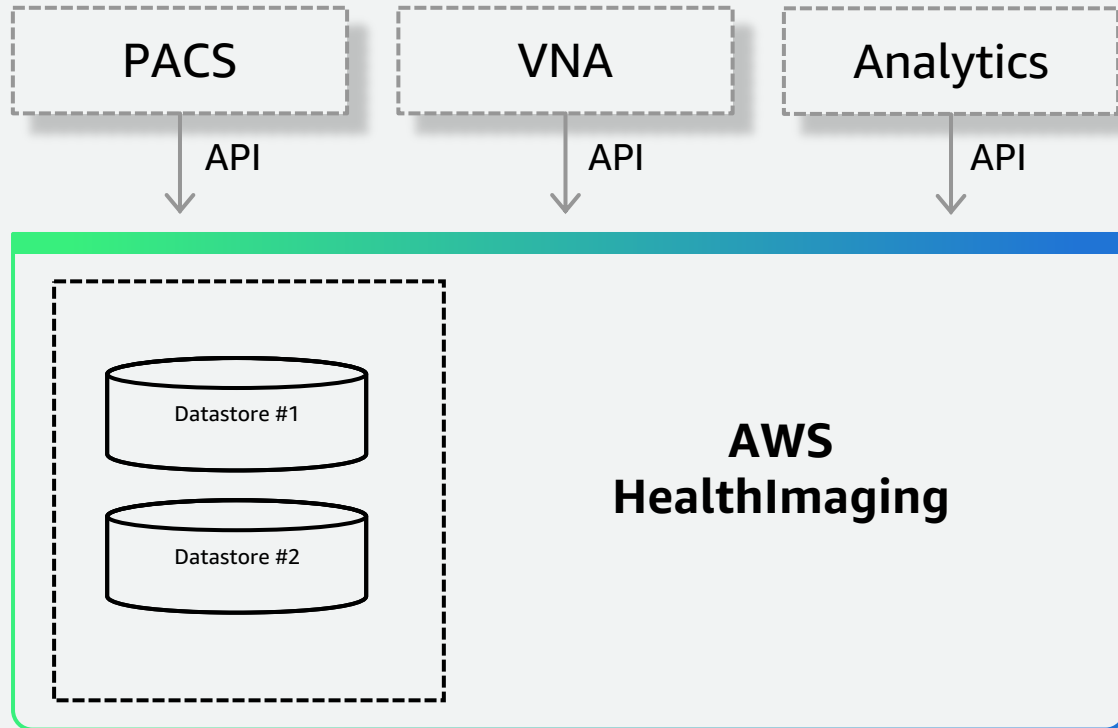 PACS
VNA
Analytics
API
API
API
Datastore #1
Datastore #2
AWS
HealthImaging